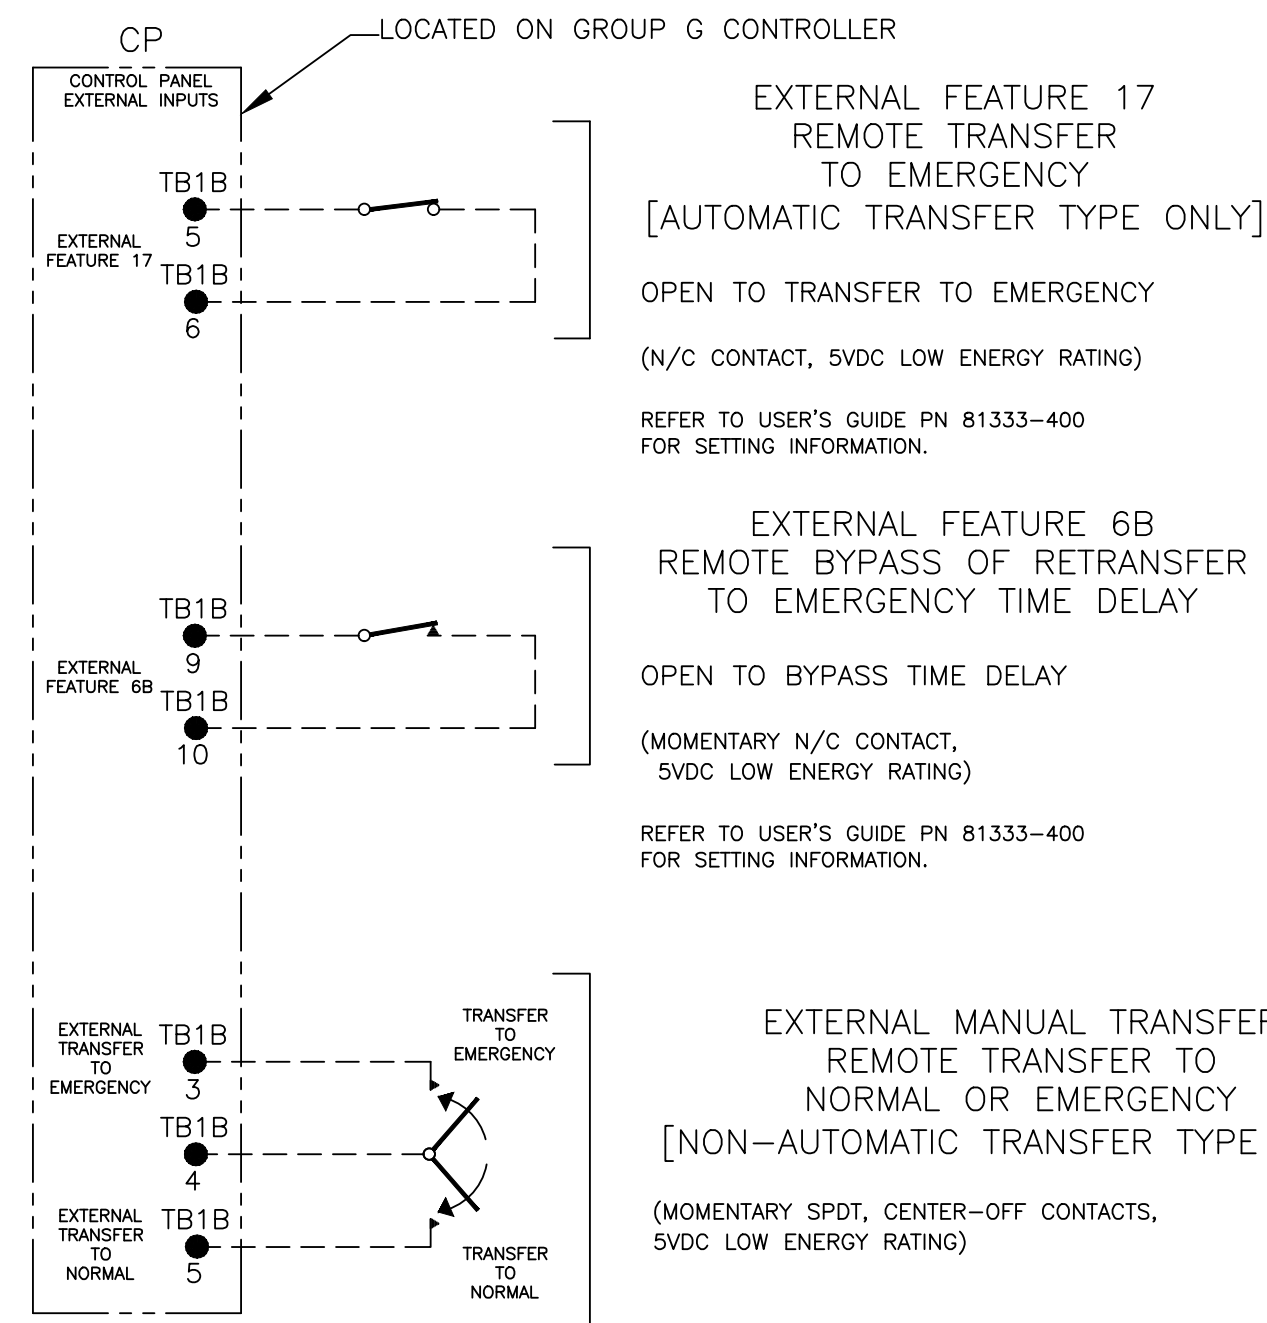 LOCATED ON GROUP G CONTROLLER
CP
CONTROL PANEL
EXTERNAL INPUTS
EXTERNAL FEATURE 17
REMOTE TRANSFER
TO EMERGENCY
[AUTOMATIC TRANSFER TYPE ONLY]
TB1B
5
EXTERNAL
FEATURE 17
TB1B
6
OPEN TO TRANSFER TO EMERGENCY
(N/C CONTACT, 5VDC LOW ENERGY RATING)
REFER TO USER'S GUIDE PN 81333-400
FOR SETTING INFORMATION.
EXTERNAL FEATURE 6B
REMOTE BYPASS OF RETRANSFER
TO EMERGENCY TIME DELAY
TB1B
9
EXTERNAL
FEATURE 6B
TB1B
10
OPEN TO BYPASS TIME DELAY
(MOMENTARY N/C CONTACT,
5VDC LOW ENERGY RATING)
REFER TO USER'S GUIDE PN 81333-400
FOR SETTING INFORMATION.
EXTERNAL
TRANSFER
TO
EMERGENCY
TB1B
3
TB1B
4
EXTERNAL
TRANSFER
TO
NORMAL
TB1B
5
TRANSFER
TO
EMERGENCY
TRANSFER
TO
NORMAL
EXTERNAL MANUAL TRANSFER
REMOTE TRANSFER TO
NORMAL OR EMERGENCY
[NON-AUTOMATIC TRANSFER TYPE
(MOMENTARY SPDT, CENTER-OFF CONTACTS,
5VDC LOW ENERGY RATING)